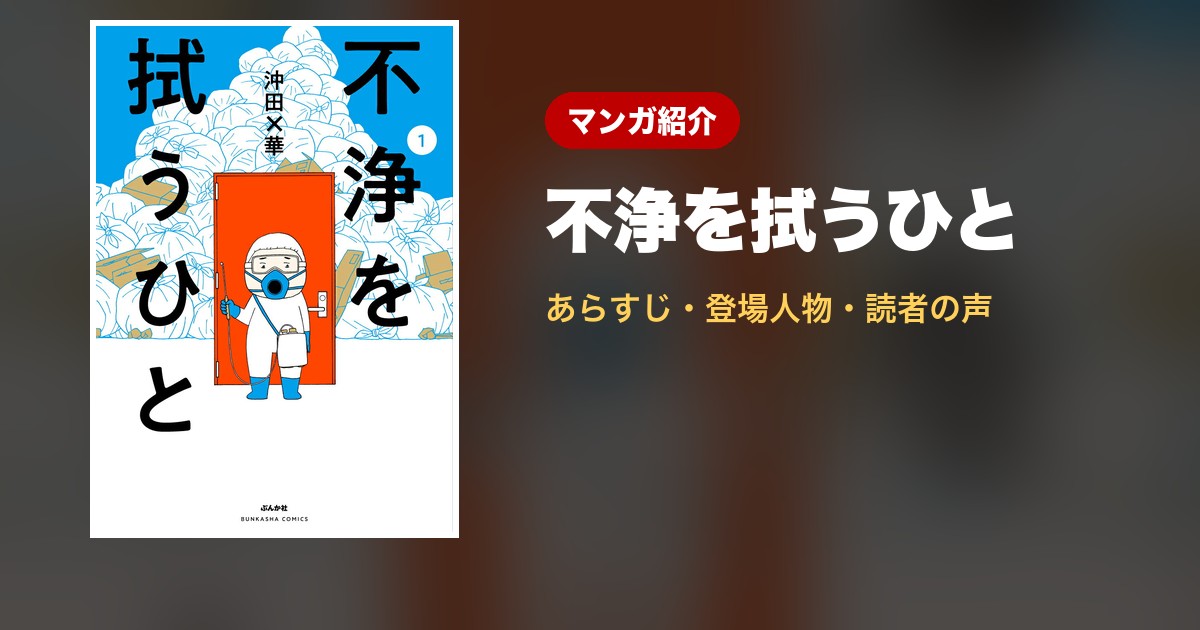 不浄を
拭うひと
沖田×華
1
ぶんか社
BUNKASHA COMICS
マンガ紹介
不浄を拭うひと
あらすじ・登場人物・読者の声